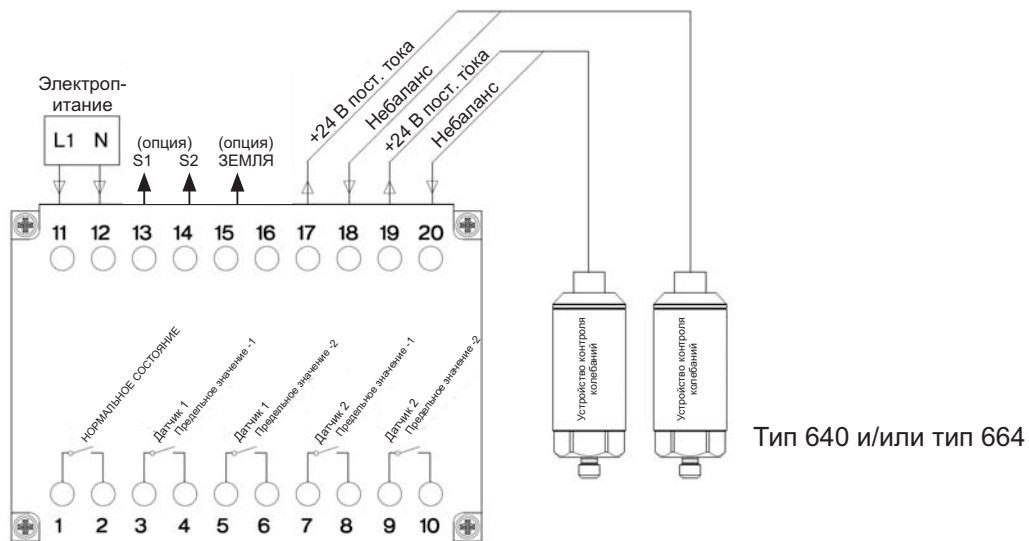 +24 В пост. тока
Небаланс
+24 В пост. тока
Небаланс
Электроп-
итание
L1 N
(опция)
S1 S2
(опция)
ЗЕМЛЯ
11 12 13 14 15 16 17 18 19 20
НОРМАЛЬНОЕ СОСТОЯНИЕ
Датчик 1
Предельное значение -1
Датчик 1
Предельное значение -2
Датчик 2
Предельное значение -1
Датчик 2
Предельное значение -2
1 2 3 4 5 6 7 8 9 10
Устройство контроля
колебаний
Устройство контроля
колебаний
Тип 640 и/или тип 664